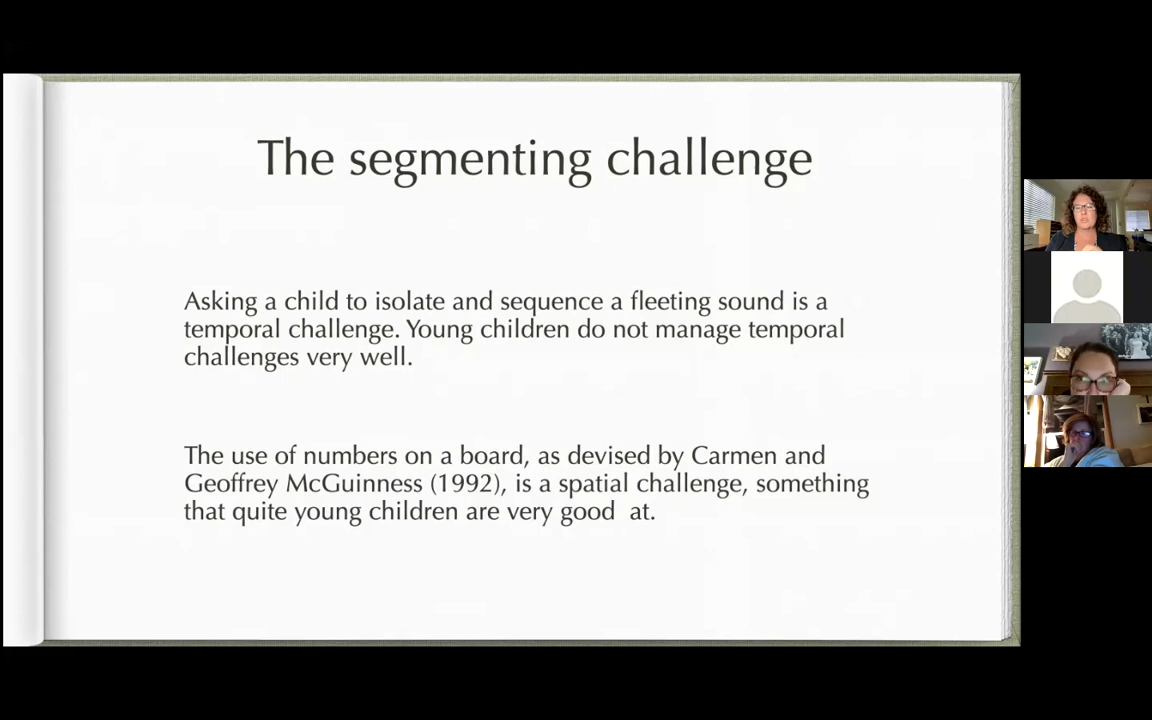 The segmenting challenge
Asking a child to isolate and sequence a fleeting sound is a
temporal challenge. Young children do not manage temporal
challenges very well.
The use of numbers on a board, as devised by Carmen and
Geoffrey McGuinness (1992), is a spatial challenge, something
that quite young children are very good  at.